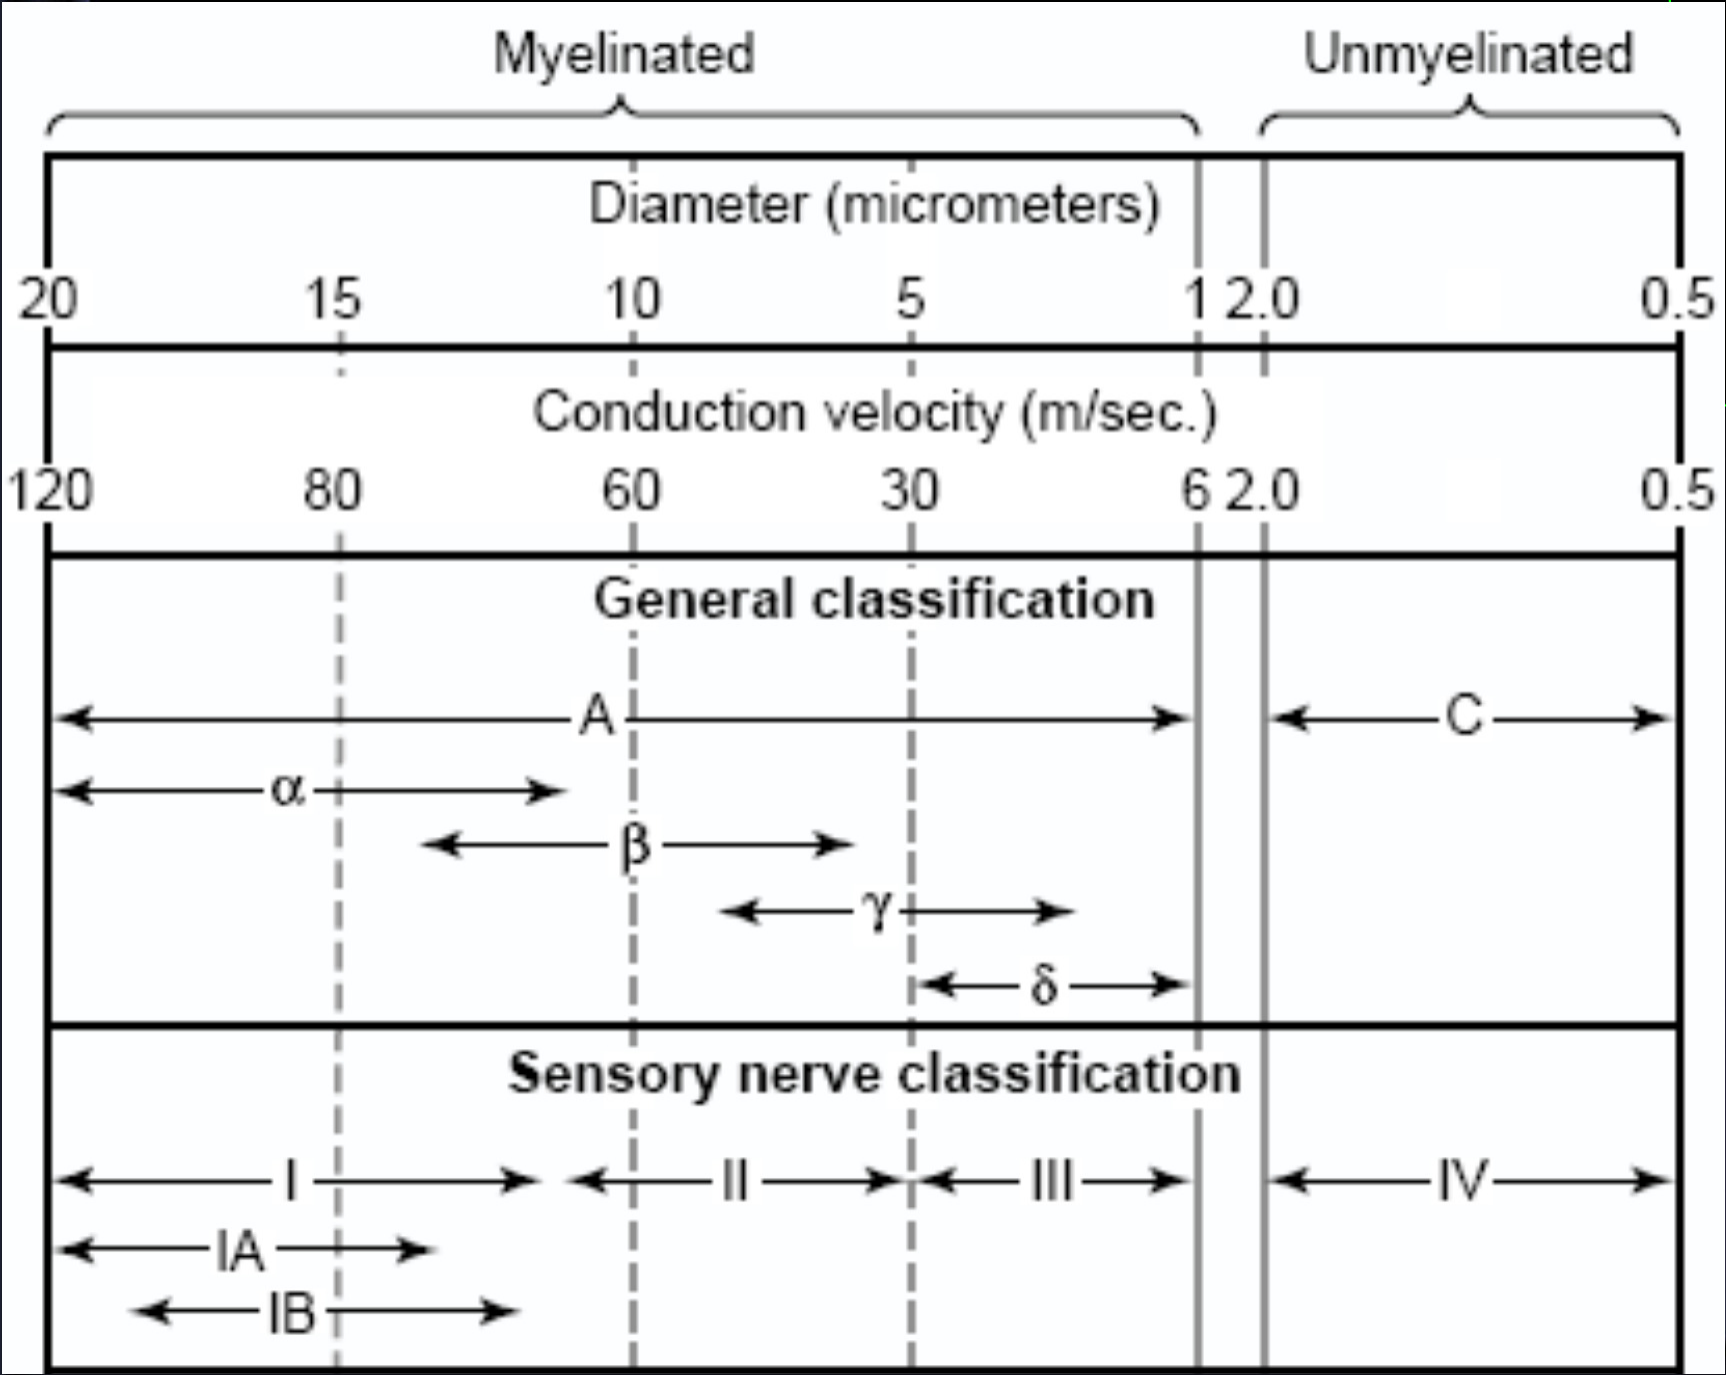 Myelinated Unmyelinated
Diameter (micrometers)
20 15 10 5 1 2.0 0.5
Conduction velocity (m/sec.)
120 80 60 30 6 2.0 0.5
General classification
A C
α
β
γ
δ
Sensory nerve classification
I II III IV
IA
IB